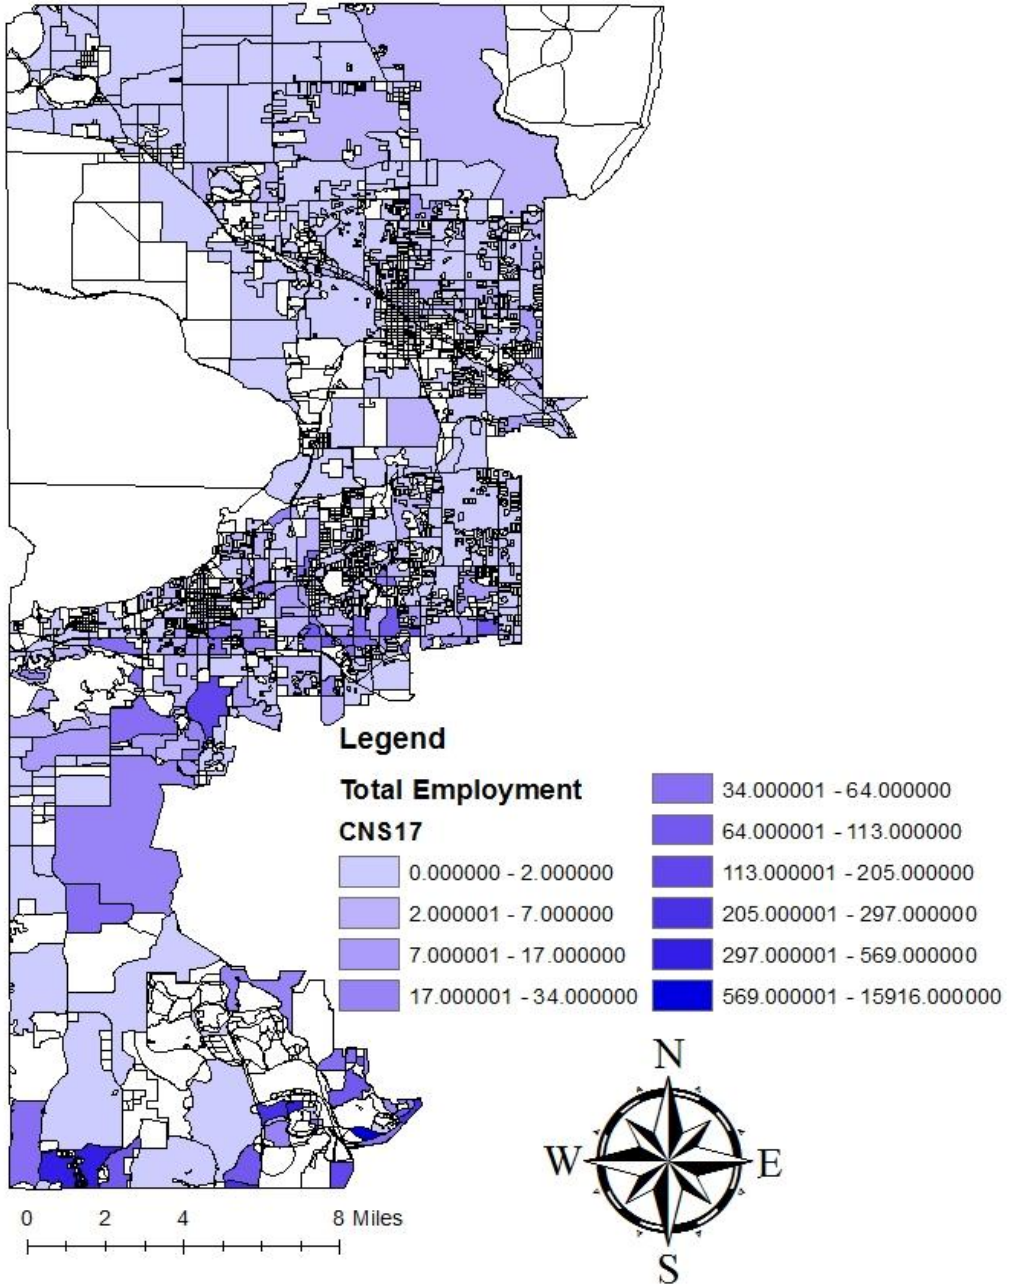 Legend
Total Employment
CNS17
0.000000 - 2.000000
2.000001 - 7.000000
7.000001 - 17.000000
17.000001 - 34.000000
34.000001 - 64.000000
64.000001 - 113.000000
113.000001 - 205.000000
205.000001 - 297.000000
297.000001 - 569.000000
569.000001 - 15916.000000
N
W
E
S
0 2 4 8 Miles